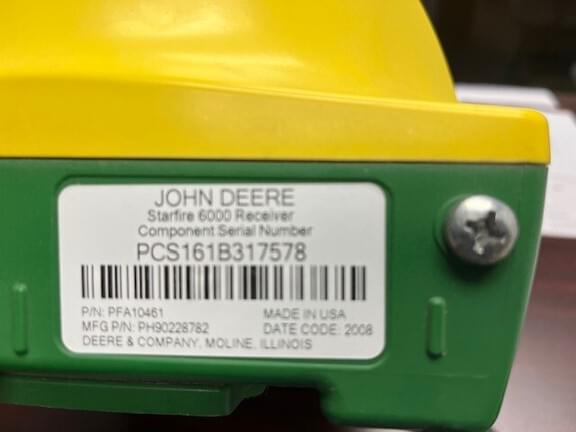 JOHN DEERE
Starfire 6000 Receiver
Component Serial Number
PCS161B317578
P/N: PFA10461 MADE IN USA
MFG P/N: PH90228782 DATE CODE: 2008
DEERE & COMPANY, MOLINE, ILLINOIS